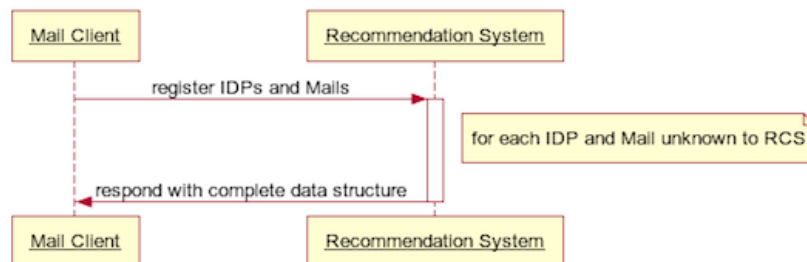 Mail Client
Recommendation System
register IDPs and Mails
for each IDP and Mail unknown to RCS
respond with complete data structure
Mail Client
Recommendation System